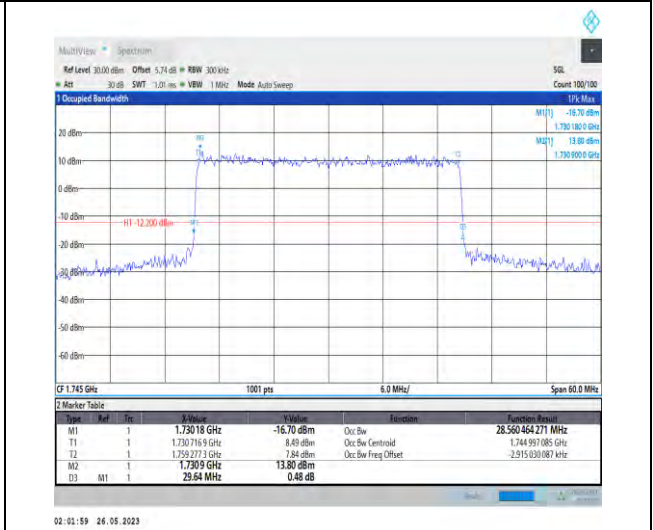 MultiView Spectrum
Ref Level 30.00 dBm Offset 5.74 dB RBW 300 kHz SGL
Att 30 dB SWT 1.01 ms VBW 1 MHz Mode Auto Sweep Count 100/100
1 Occupied Bandwidth 1Pk Max
M1[1] -16.70 dBm
1.730 180 0 GHz
M2[1] 13.80 dBm
1.730 900 0 GHz
20 dBm
10 dBm
0 dBm
-10 dBm
H1 -12.200 dBm
M1
-20 dBm
-30 dBm
-40 dBm
-50 dBm
-60 dBm
CF 1.745 GHz 1001 pts 6.0 MHz/ Span 60.0 MHz
2 Marker Table
Type Ref Trc X-Value Y-Value Function Function Result
M1 1 1.73018 GHz -16.70 dBm Occ Bw 28.560 464 271 MHz
T1 1 1.730 716 9 GHz 8.49 dBm Occ Bw Centroid 1.744 997 085 GHz
T2 1 1.759 277 3 GHz 7.84 dBm Occ Bw Freq Offset -2.915 030 087 kHz
M2 1 1.7309 GHz 13.80 dBm
D3 M1 1 29.64 MHz 0.48 dB
02:01:59 26.05.2023